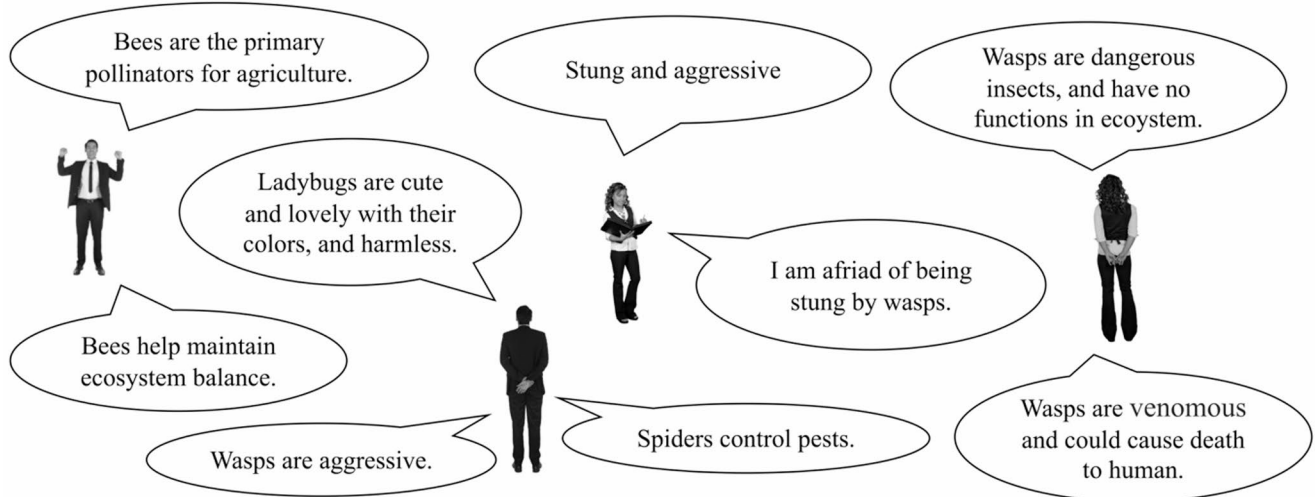 Bees are the primary
pollinators for agriculture.
Stung and aggressive
Wasps are dangerous
insects, and have no
functions in ecoystem.
Ladybugs are cute
and lovely with their
colors, and harmless.
I am afriad of being
stung by wasps.
Bees help maintain
ecosystem balance.
Wasps are aggressive.
Spiders control pests.
Wasps are venomous
and could cause death
to human.